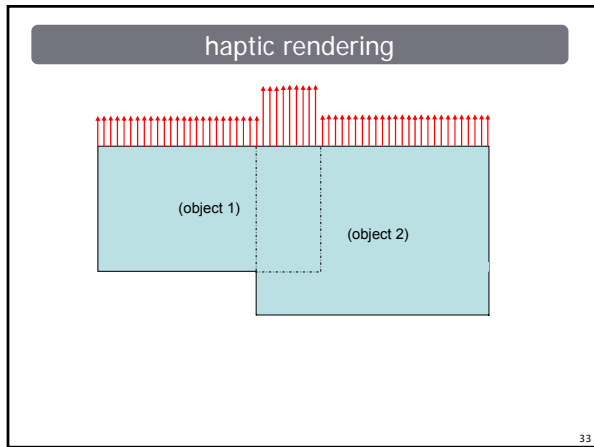 haptic rendering
(object 1)
(object 2)
33